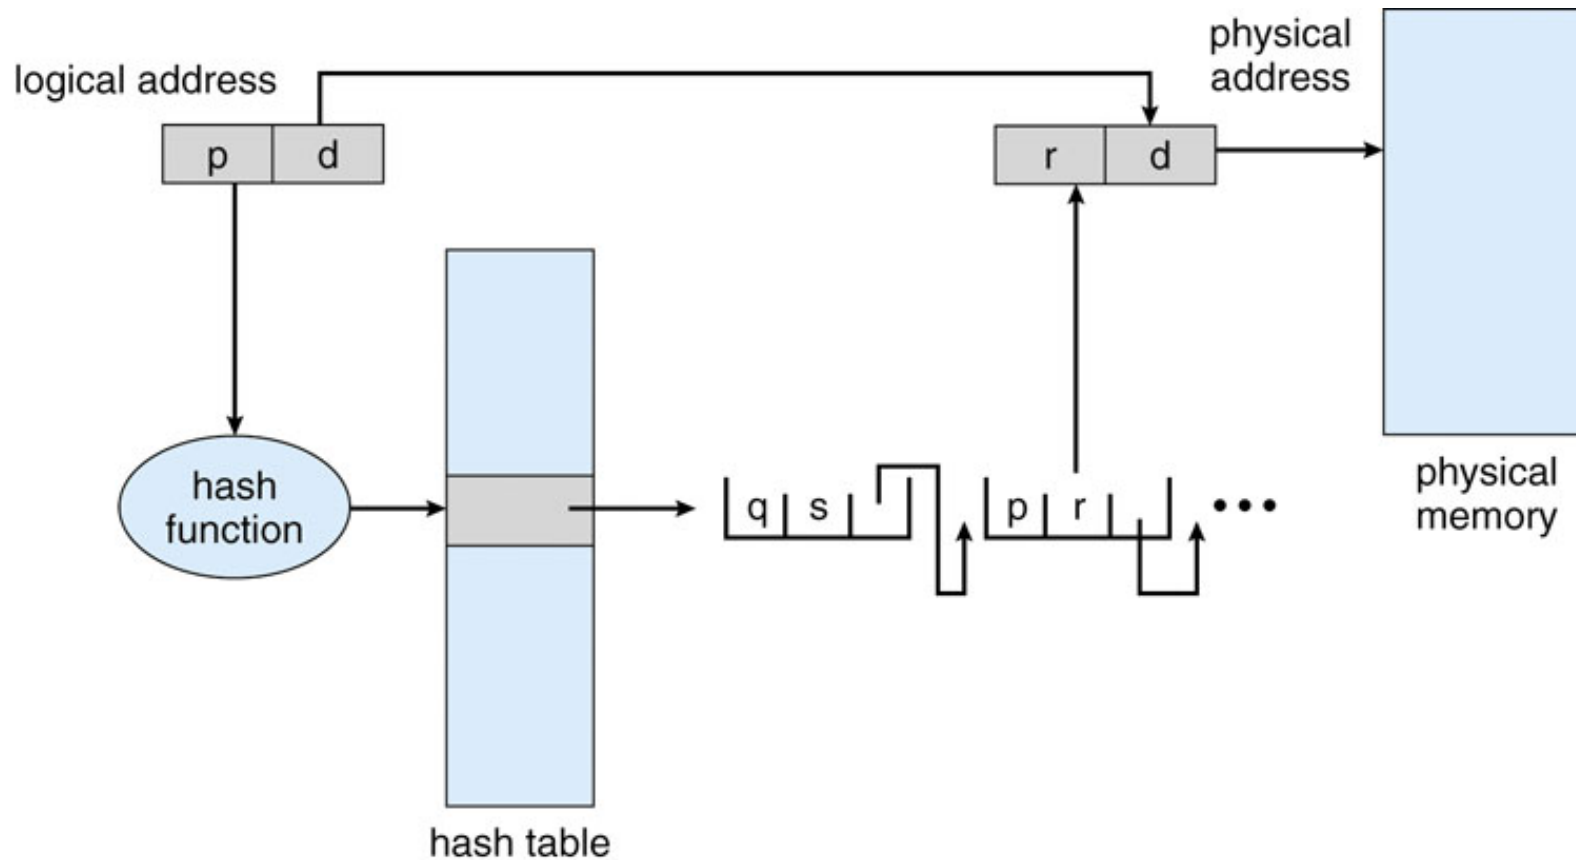 logical address
physical
address
p d
r d
hash
function
q s
p r
•••
physical
memory
hash table